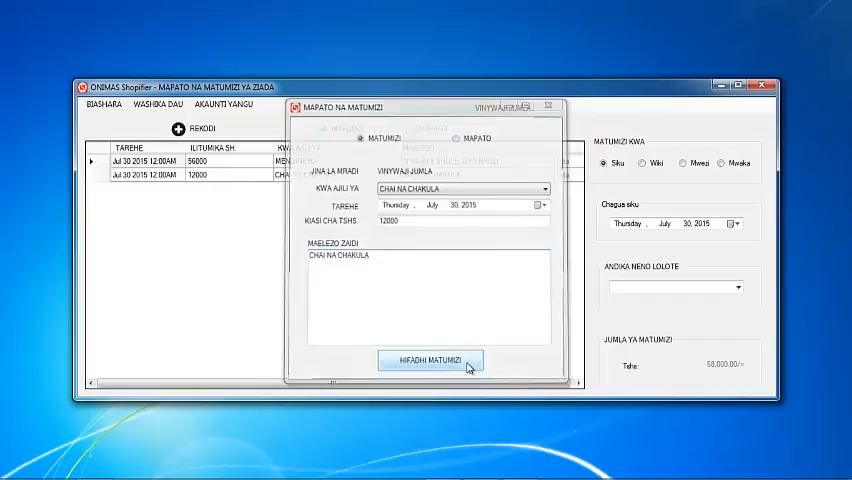 ONIMAS Shopifier - MAPATO NA MATUMIZI YA ZIADA
BIASHARA WASHIKA DAU AKAUNTI YANGU
REKODI
TAREHE ILITUMIKA SH. KWA AJILI YA
Jul 30 2015 12:00AM 56000
Jul 30 2015 12:00AM 12000
MAPATO NA MATUMIZI
MATUMIZI MAPATO
JINA LA MRADI VINYWAJI JUMLA
KWA AJILI YA CHAI NA CHAKULA
TAREHE Thursday , July 30, 2015
KIASI CHA TSHS. 12000
MAELEZO ZAIDI
CHAI NA CHAKULA
HIFADHI MATUMIZI
MATUMIZI KWA
Siku Wiki Mwezi Mwaka
Chagua siku
Thursday , July 30, 2015
ANDIKA NENO LOLOTE
JUMLA YA MATUMIZI
Tshs: 68,000.00/=